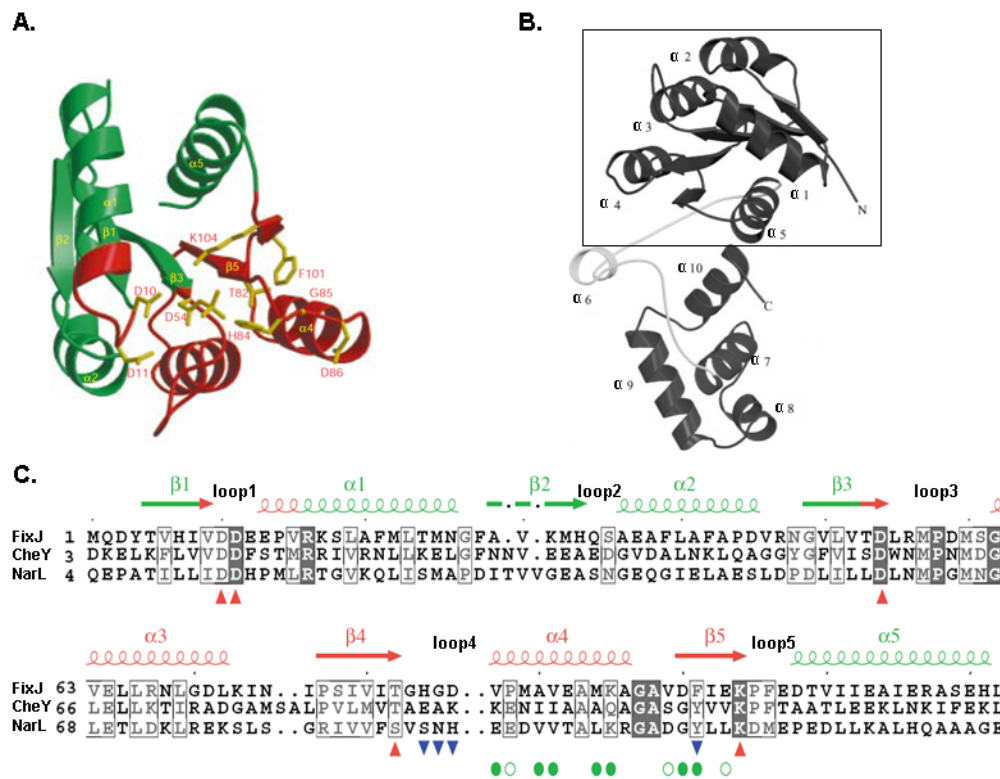 A.
B.
α5
α1
β2
β1
K104
β5
F101
β3
T82
G85
D10
D54
α4
H84
α2
D11
D86
α 2
α 3
α 4
α 1
N
α 5
α 10
α 6
C
α 7
α 9
α 8
C.
β1 loop1 α1 β2 loop2 α2 β3 loop3
FixJ 1 MQDYTVHIVDDEEPVRKSLAFMLTMNGFA.V.KMHQSAEAFLAFAPDVRNGVLVTDLRMPDMSG
CheY 3 DKELKFLVVDDFSTMRRIVRNLLKELGFNNVEEAEDGVDALNKLQAGGYGFVISDWNMPNMDG
NarL 4 QEPATILLIDDHPMLRTGVKQLISMAPDITVVGEASNGEQGIELAESLDPDLILLDLNMPGMNG
α3 β4 loop4 α4 β5 loop5 α5
FixJ 63 VELLRNLGDLKIN..IPSIVITGHGD..VPMAVEAMKAGAVDFIEKPFEDTVIIEAIERASEHL
CheY 66 LELLKTIRADGAMSALPVLMVTAEAK..KENIIAAAQAGASGYVVKPFTAATLEEKLNKIFEKL
NarL 68 LETLDKLREKSLS..GRIVVFSVSNH..EEDVVTALKRGADGYLLKDMEPEDLLKALHQAAAGE